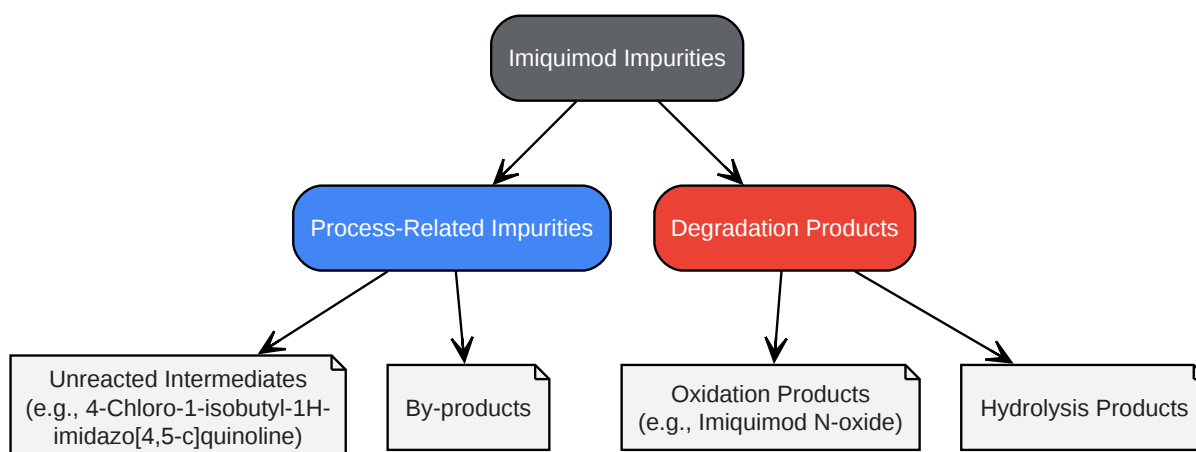 Imiquimod Impurities
Process-Related Impurities
Degradation Products
Unreacted Intermediates
(e.g., 4-Chloro-1-isobutyl-1H-
imidazo[4,5-c]quinoline)
By-products
Oxidation Products
(e.g., Imiquimod N-oxide)
Hydrolysis Products